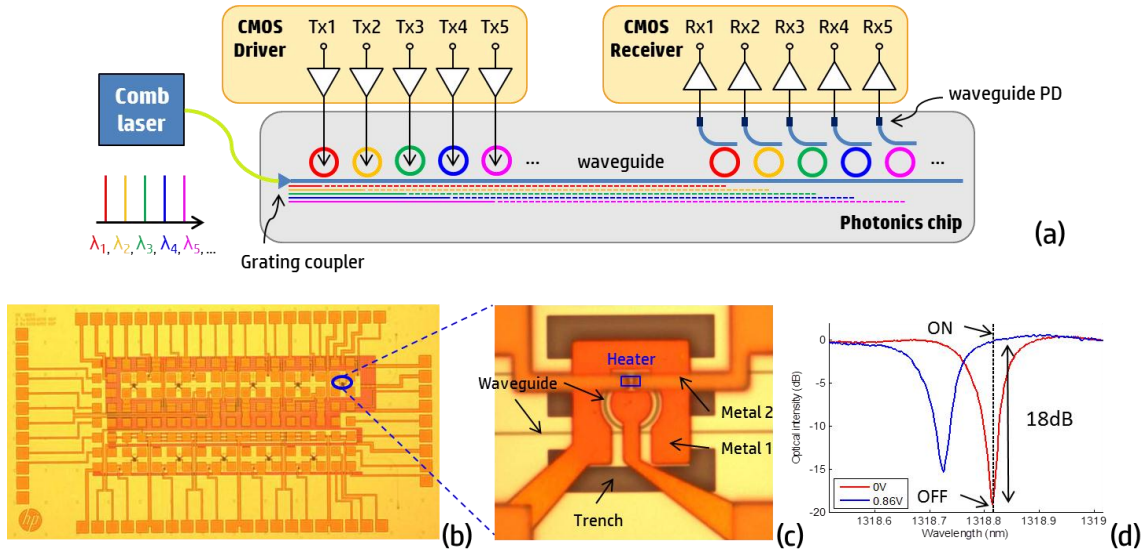 CMOS Driver
Tx1 Tx2 Tx3 Tx4 Tx5
CMOS Receiver
Rx1 Rx2 Rx3 Rx4 Rx5
Comb laser
waveguide PD
... waveguide ...
λ1, λ2, λ3, λ4, λ5, ...
Grating coupler
Photonics chip
(a)
hp
(b)
Heater
Waveguide
Metal 2
Metal 1
Trench
(c)
ON
0
-5
-10
-15
-20
Optical intensity (dB)
18dB
0V
0.86V
OFF
1318.6 1318.7 1318.8 1318.9 1319
Wavelength (nm)
(d)